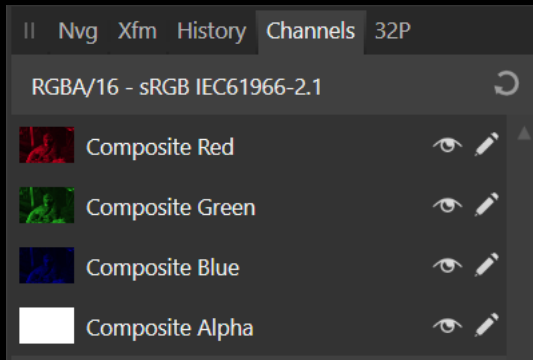 Nvg Xfm History Channels 32P
RGBA/16 - sRGB IEC61966-2.1
Composite Red
Composite Green
Composite Blue
Composite Alpha